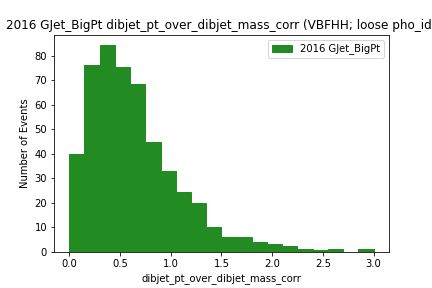 2016 GJet_BigPt dibjet_pt_over_dibjet_mass_corr (VBFHH; loose pho_id
2016 GJet_BigPt
Number of Events
80
70
60
50
40
30
20
10
0
0.0 0.5 1.0 1.5 2.0 2.5 3.0
dibjet_pt_over_dibjet_mass_corr